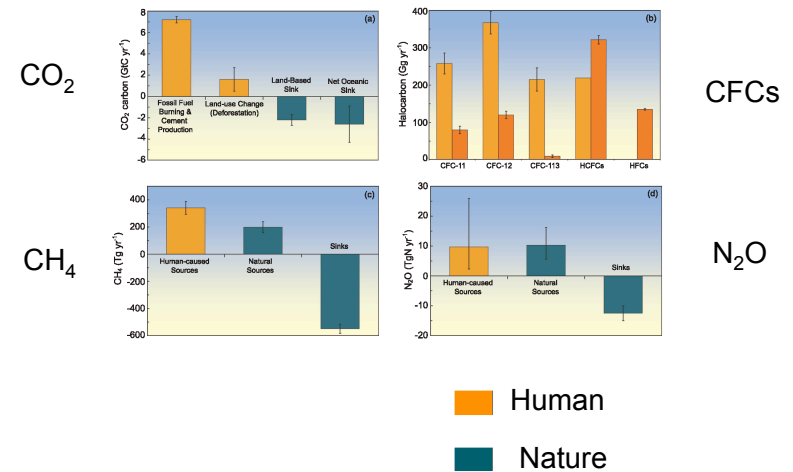 CO2
CFCs
CH4
N2O
(a)
CO2 carbon (GtC yr-1)
8
6
4
2
0
-2
-4
-6
Fossil Fuel
Burning &
Cement
Production
Land-use Change
(Deforestation)
Land-Based
Sink
Net Oceanic
Sink
(b)
Halocarbon (Gg yr-1)
400
300
200
100
0
CFC-11
CFC-12
CFC-113
HCFCs
HFCs
(c)
CH4 (Tg yr-1)
400
200
0
-200
-400
-600
Human-caused
Sources
Natural
Sources
Sinks
(d)
N2O (TgN yr-1)
30
20
10
0
-10
-20
Human-caused
Sources
Natural
Sources
Sinks
Human
Nature